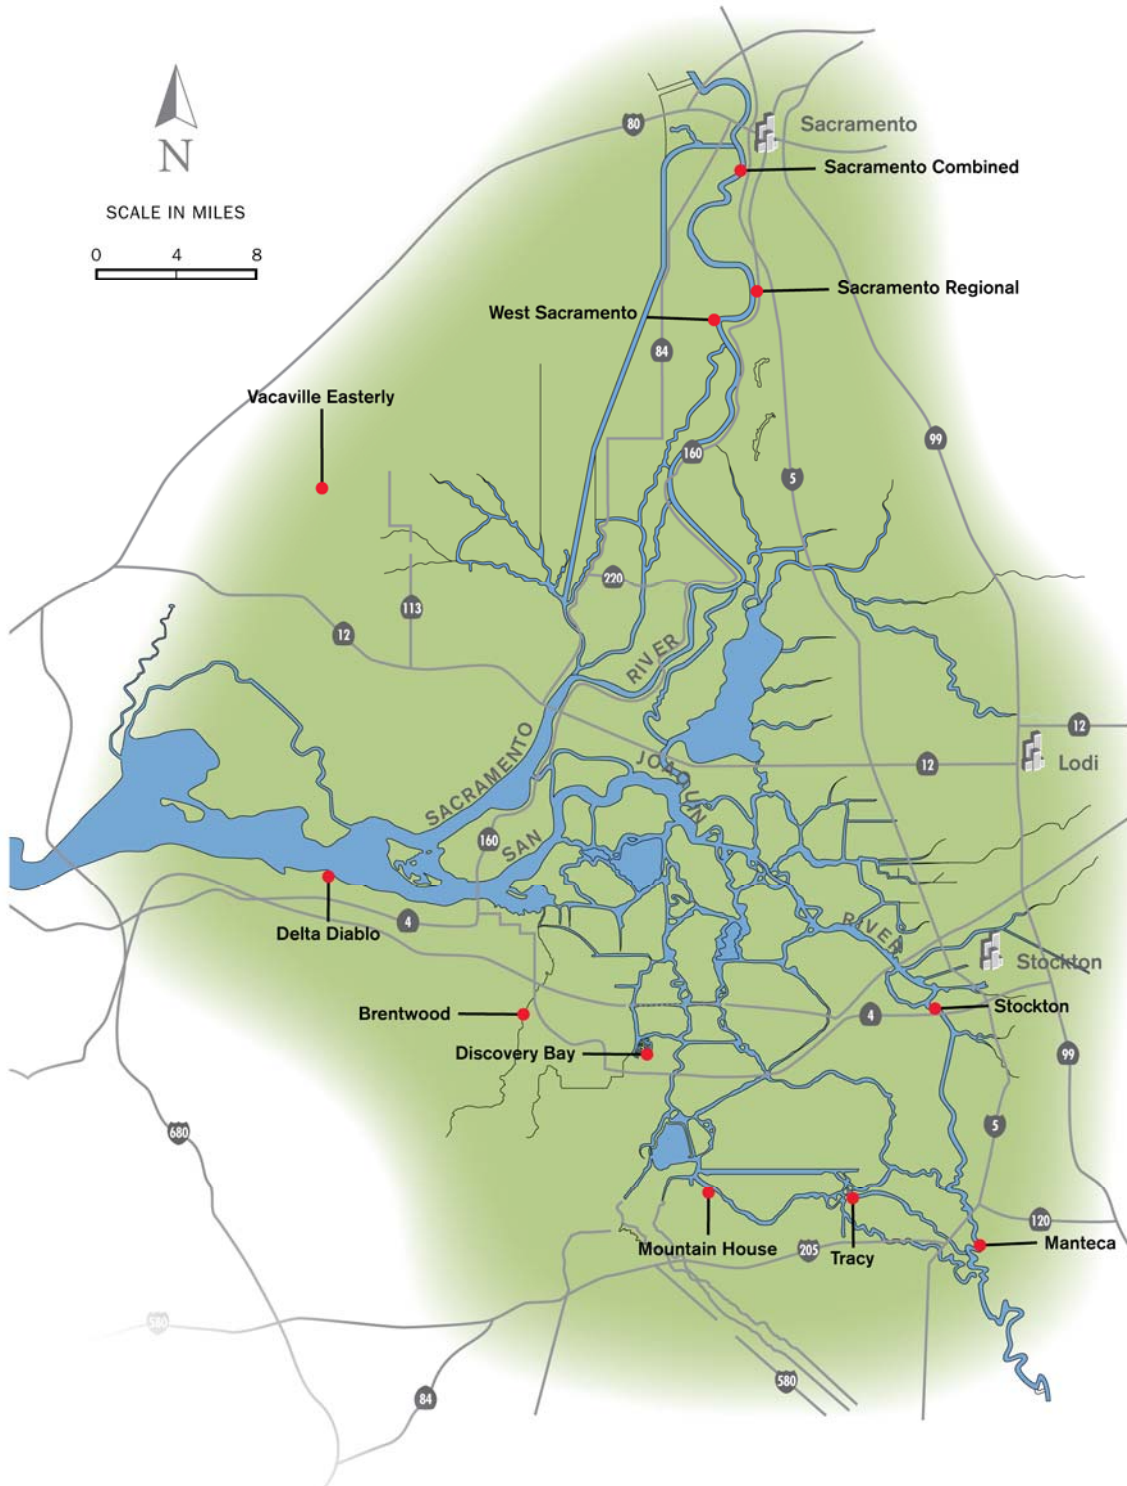 80
Sacramento
Sacramento Combined
N
SCALE IN MILES
0 4 8
Sacramento Regional
West Sacramento
84
Vacaville Easterly
99
160
5
220
113
12
RIVER
12
SACRAMENTO
JOAQUIN
12
Lodi
160
SAN
4
RIVER
Delta Diablo
Stockton
Brentwood
4
Stockton
Discovery Bay
99
5
680
120
Mountain House
205
Tracy
Manteca
580
580
84